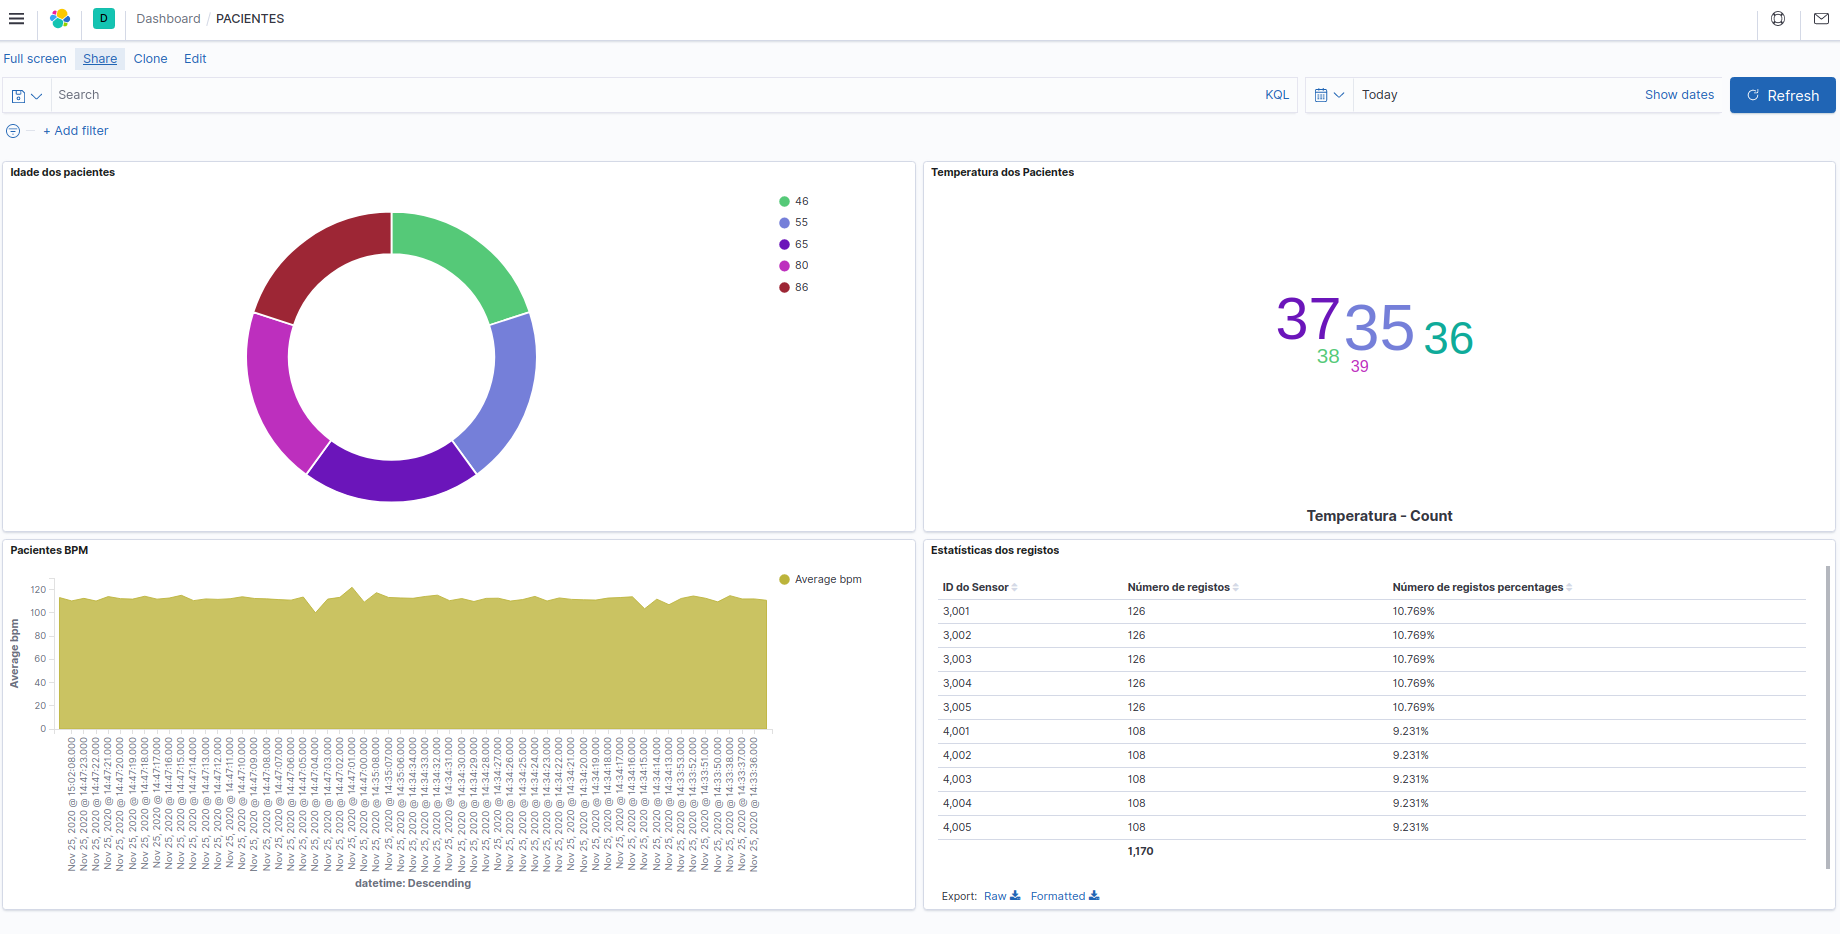 D Dashboard / PACIENTES
Full screen Share Clone Edit
Search KQL Today Show dates Refresh
+ Add filter
Idade dos pacientes
46
55
65
80
86
Temperatura dos Pacientes
37 35 36
38 39
Temperatura - Count
Pacientes BPM
Average bpm
120
100
80
60
40
20
0
Average bpm
Nov 25, 2020 @ 15:02:08.000
Nov 25, 2020 @ 14:47:23.000
Nov 25, 2020 @ 14:47:22.000
Nov 25, 2020 @ 14:47:21.000
Nov 25, 2020 @ 14:47:20.000
Nov 25, 2020 @ 14:47:19.000
Nov 25, 2020 @ 14:47:18.000
Nov 25, 2020 @ 14:47:17.000
Nov 25, 2020 @ 14:47:16.000
Nov 25, 2020 @ 14:47:15.000
Nov 25, 2020 @ 14:47:14.000
Nov 25, 2020 @ 14:47:13.000
Nov 25, 2020 @ 14:47:12.000
Nov 25, 2020 @ 14:47:11.000
Nov 25, 2020 @ 14:47:10.000
Nov 25, 2020 @ 14:47:09.000
Nov 25, 2020 @ 14:47:08.000
Nov 25, 2020 @ 14:47:07.000
Nov 25, 2020 @ 14:47:06.000
Nov 25, 2020 @ 14:47:05.000
Nov 25, 2020 @ 14:47:04.000
Nov 25, 2020 @ 14:47:03.000
Nov 25, 2020 @ 14:47:02.000
Nov 25, 2020 @ 14:47:01.000
Nov 25, 2020 @ 14:47:00.000
Nov 25, 2020 @ 14:35:08.000
Nov 25, 2020 @ 14:35:07.000
Nov 25, 2020 @ 14:35:06.000
Nov 25, 2020 @ 14:34:34.000
Nov 25, 2020 @ 14:34:33.000
Nov 25, 2020 @ 14:34:32.000
Nov 25, 2020 @ 14:34:31.000
Nov 25, 2020 @ 14:34:30.000
Nov 25, 2020 @ 14:34:29.000
Nov 25, 2020 @ 14:34:28.000
Nov 25, 2020 @ 14:34:27.000
Nov 25, 2020 @ 14:34:26.000
Nov 25, 2020 @ 14:34:25.000
Nov 25, 2020 @ 14:34:24.000
Nov 25, 2020 @ 14:34:23.000
Nov 25, 2020 @ 14:34:22.000
Nov 25, 2020 @ 14:34:21.000
Nov 25, 2020 @ 14:34:20.000
Nov 25, 2020 @ 14:34:19.000
Nov 25, 2020 @ 14:34:18.000
Nov 25, 2020 @ 14:34:17.000
Nov 25, 2020 @ 14:34:16.000
Nov 25, 2020 @ 14:34:15.000
Nov 25, 2020 @ 14:34:14.000
Nov 25, 2020 @ 14:34:13.000
Nov 25, 2020 @ 14:33:53.000
Nov 25, 2020 @ 14:33:52.000
Nov 25, 2020 @ 14:33:51.000
Nov 25, 2020 @ 14:33:50.000
Nov 25, 2020 @ 14:33:38.000
Nov 25, 2020 @ 14:33:37.000
Nov 25, 2020 @ 14:33:36.000
datetime: Descending
Estatísticas dos registos
ID do Sensor Número de registos Número de registos percentages
3,001 126 10.769%
3,002 126 10.769%
3,003 126 10.769%
3,004 126 10.769%
3,005 126 10.769%
4,001 108 9.231%
4,002 108 9.231%
4,003 108 9.231%
4,004 108 9.231%
4,005 108 9.231%
1,170
Export: Raw Formatted